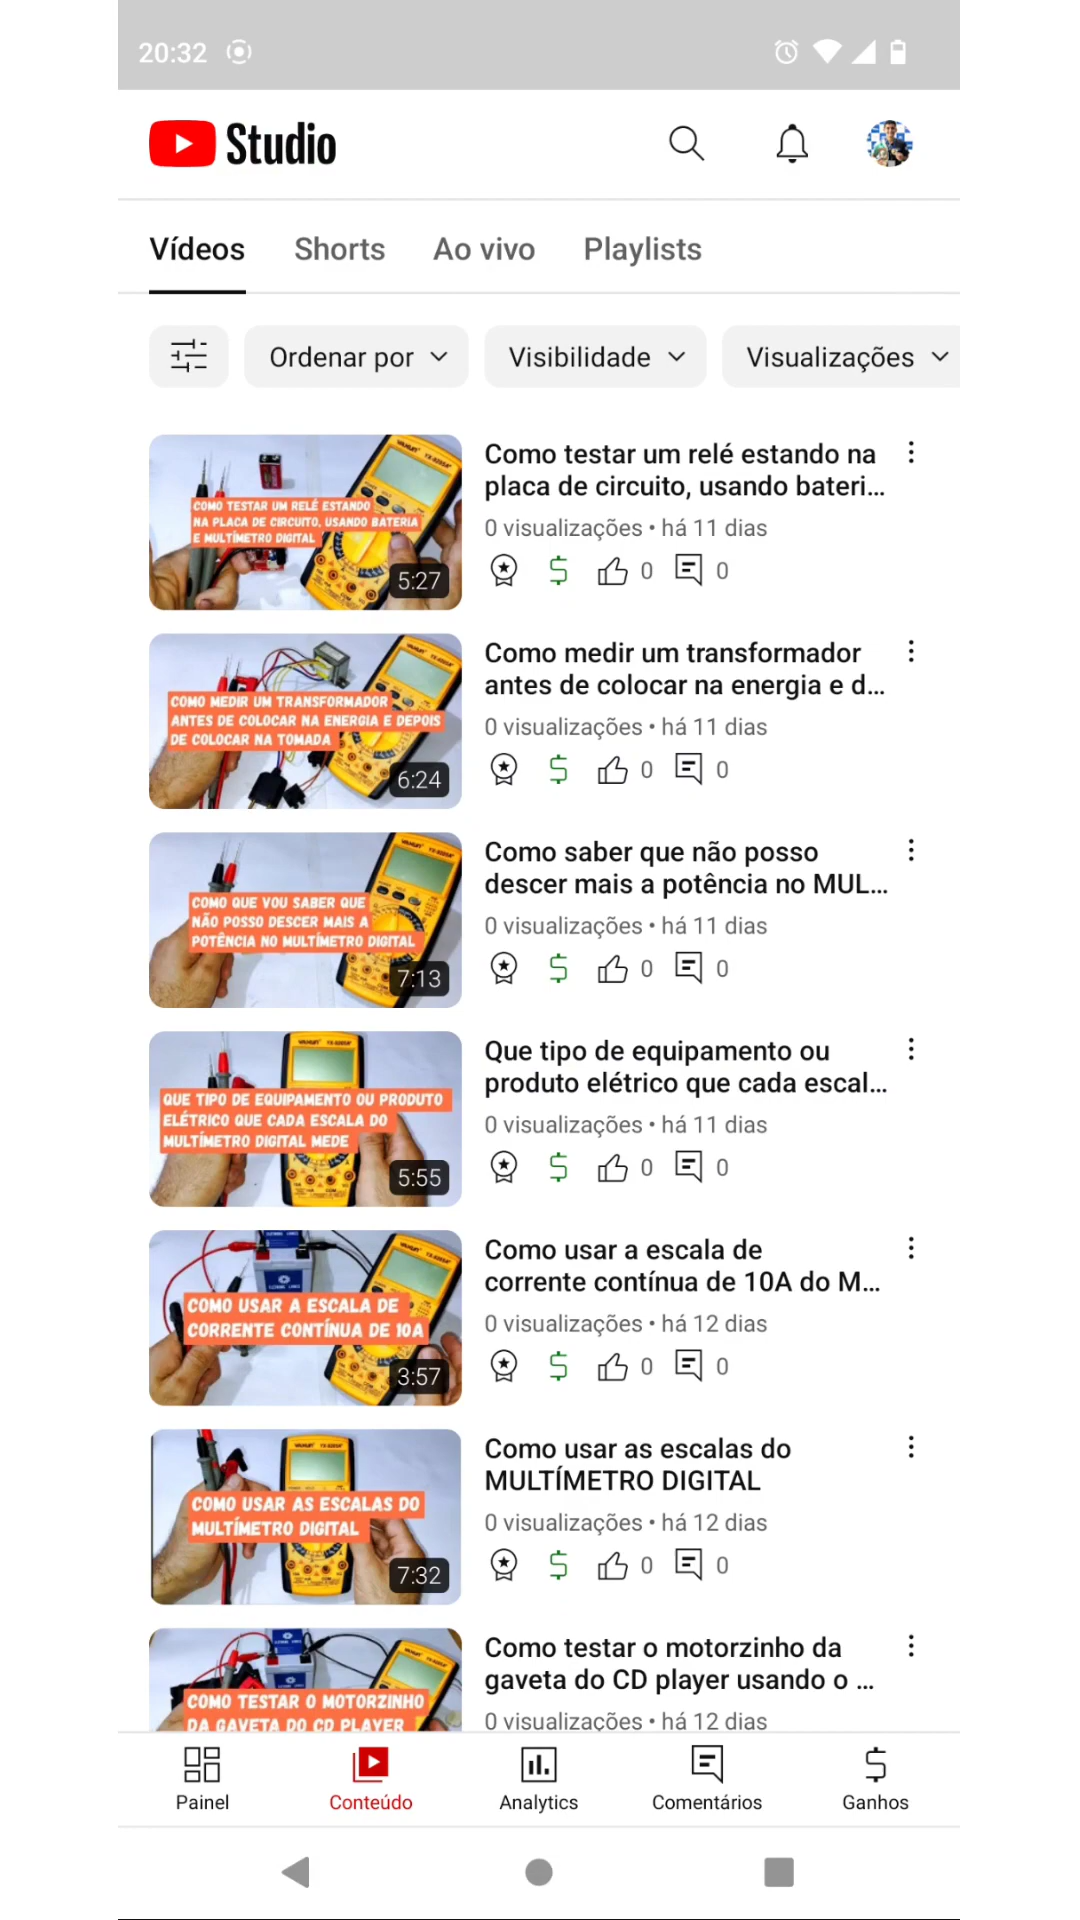 20:32
Studio
Vídeos Shorts Ao vivo Playlists
Ordenar por Visibilidade Visualizações
COMO TESTAR UM RELÉ ESTANDO
NA PLACA DE CIRCUITO, USANDO BATERIA
E MULTÍMETRO DIGITAL
5:27
Como testar um relé estando na
placa de circuito, usando bateri...
0 visualizações • há 11 dias
0 0
COMO MEDIR UM TRANSFORMADOR
ANTES DE COLOCAR NA ENERGIA E DEPOIS
DE COLOCAR NA TOMADA
6:24
Como medir um transformador
antes de colocar na energia e d...
0 visualizações • há 11 dias
0 0
COMO QUE VOU SABER QUE
NÃO POSSO DESCER MAIS A
POTÊNCIA NO MULTÍMETRO DIGITAL
7:13
Como saber que não posso
descer mais a potência no MUL...
0 visualizações • há 11 dias
0 0
QUE TIPO DE EQUIPAMENTO OU PRODUTO
ELÉTRICO QUE CADA ESCALA DO
MULTÍMETRO DIGITAL MEDE
5:55
Que tipo de equipamento ou
produto elétrico que cada escal...
0 visualizações • há 11 dias
0 0
COMO USAR A ESCALA DE
CORRENTE CONTÍNUA DE 10A
3:57
Como usar a escala de
corrente contínua de 10A do M...
0 visualizações • há 12 dias
0 0
COMO USAR AS ESCALAS DO
MULTÍMETRO DIGITAL
7:32
Como usar as escalas do
MULTÍMETRO DIGITAL
0 visualizações • há 12 dias
0 0
COMO TESTAR O MOTORZINHO
DA GAVETA DO CD PLAYER
Como testar o motorzinho da
gaveta do CD player usando o ...
0 visualizações • há 12 dias
Painel Conteúdo Analytics Comentários Ganhos